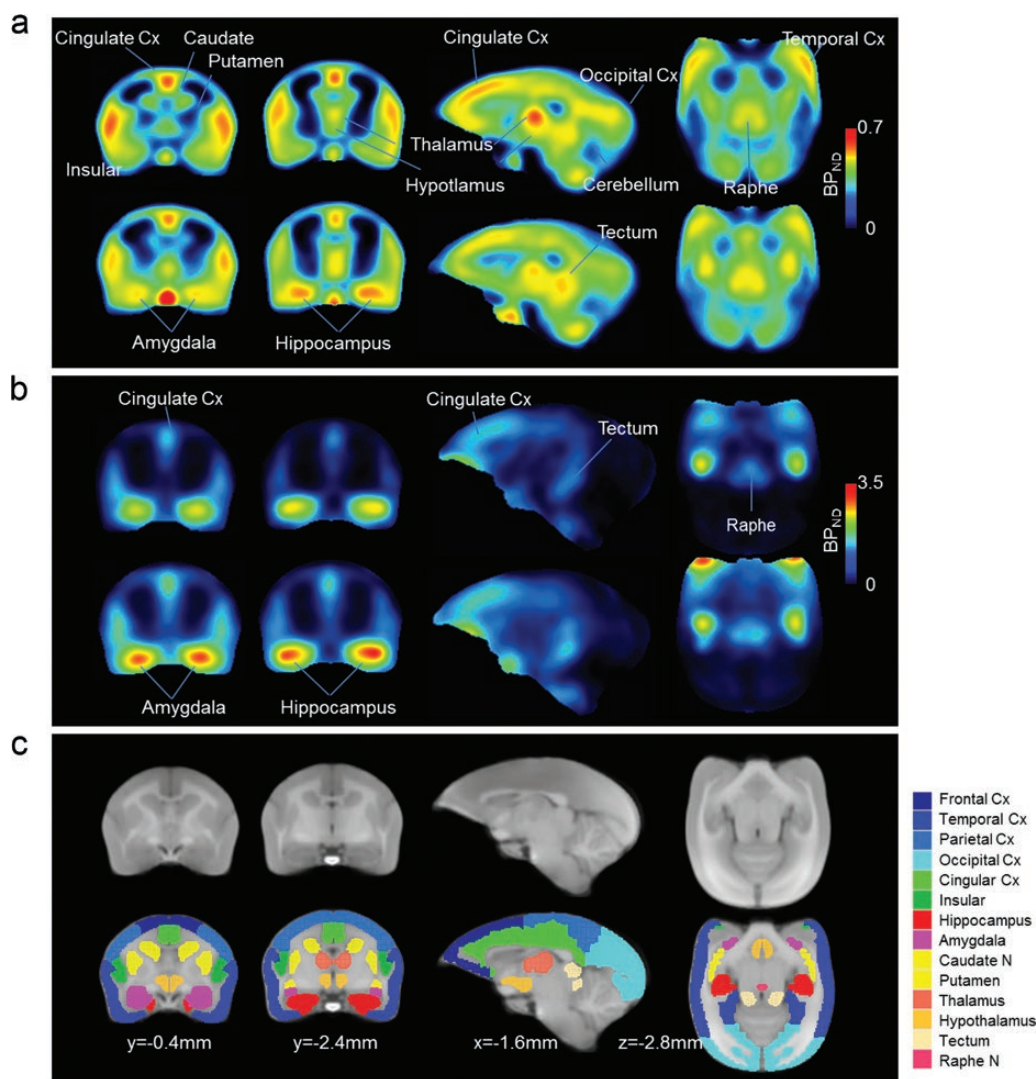 a
Cingulate Cx
Caudate
Putamen
Insular
Cingulate Cx
Occipital Cx
Temporal Cx
Thalamus
Hypotlamus
Cerebellum
Raphe
0.7
BPND
0
Tectum
Amygdala
Hippocampus
b
Cingulate Cx
Cingulate Cx
Tectum
Raphe
3.5
BPND
0
Amygdala
Hippocampus
c
y=-0.4mm
y=-2.4mm
x=-1.6mm
z=-2.8mm
Frontal Cx
Temporal Cx
Parietal Cx
Occipital Cx
Cingular Cx
Insular
Hippocampus
Amygdala
Caudate N
Putamen
Thalamus
Hypothalamus
Tectum
Raphe N